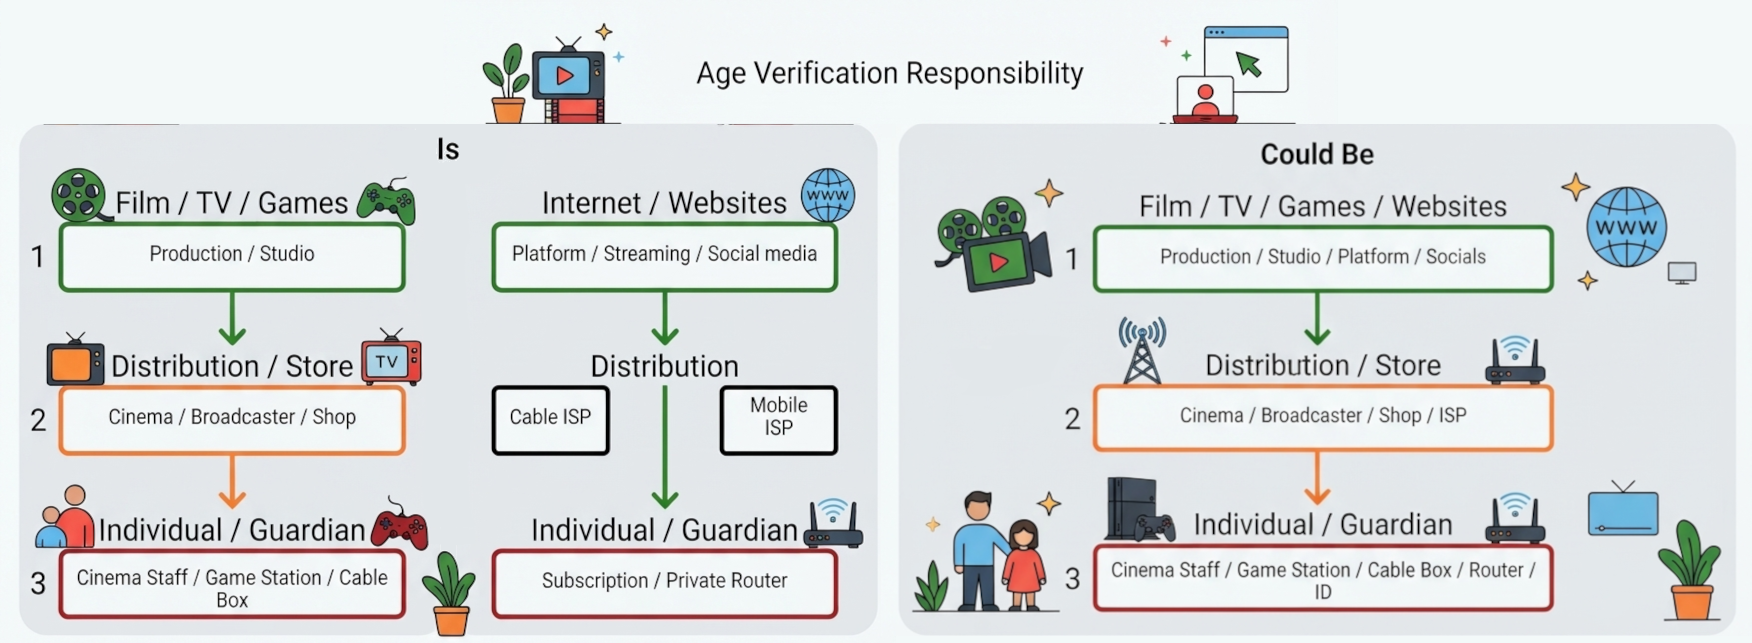 Age Verification Responsibility
Is
Film / TV / Games
1
Production / Studio
Distribution / Store
TV
2
Cinema / Broadcaster / Shop
Individual / Guardian
3
Cinema Staff / Game Station / Cable
Box
Internet / Websites
WWW
Platform / Streaming / Social media
Distribution
Cable ISP
Mobile
ISP
Individual / Guardian
Subscription / Private Router
Could Be
Film / TV / Games / Websites
WWW
1
Production / Studio / Platform / Socials
Distribution / Store
2
Cinema / Broadcaster / Shop / ISP
Individual / Guardian
3
Cinema Staff / Game Station / Cable Box / Router /
ID